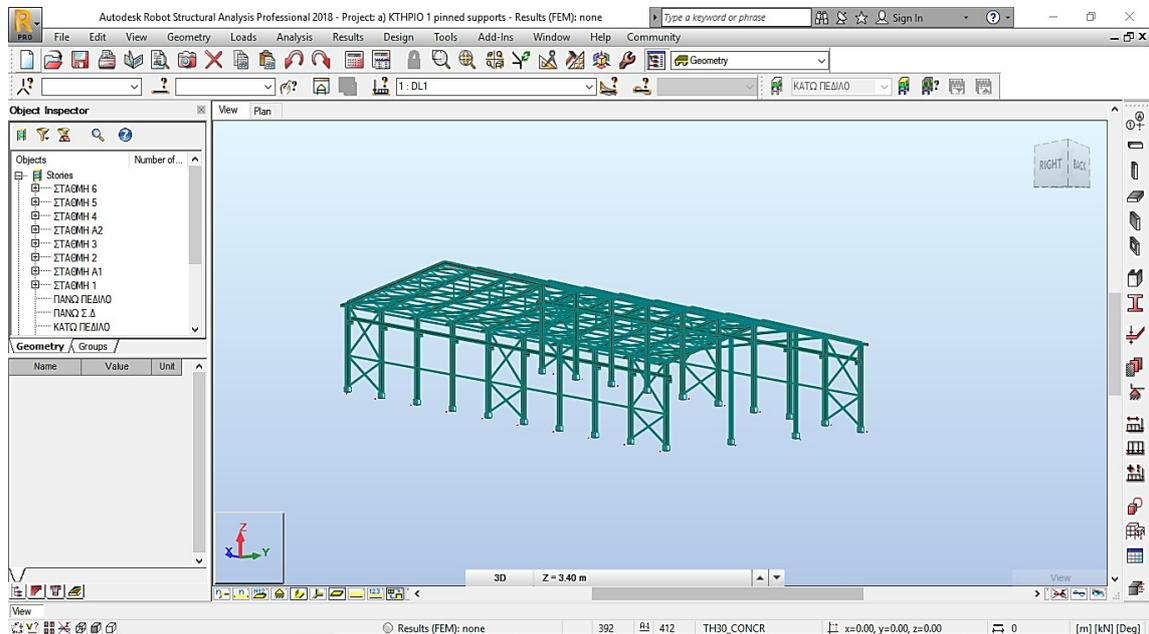 Autodesk Robot Structural Analysis Professional 2018 - Project: a) ΚΤΗΡΙΟ 1 pinned supports - Results (FEM): none
Type a keyword or phrase
Sign In
PRO
File Edit View Geometry Loads Analysis Results Design Tools Add-Ins Window Help Community
Geometry
1 : DL1
ΚΑΤΩ ΠΕΔΙΛΟ
Object Inspector
View Plan
Objects Number of...
Stories
ΣΤΑΘΜΗ 6
ΣΤΑΘΜΗ 5
ΣΤΑΘΜΗ 4
ΣΤΑΘΜΗ Α2
ΣΤΑΘΜΗ 3
ΣΤΑΘΜΗ 2
ΣΤΑΘΜΗ Α1
ΣΤΑΘΜΗ 1
ΠΑΝΩ ΠΕΔΙΛΟ
ΠΑΝΩ Σ.Δ
ΚΑΤΩ ΠΕΔΙΛΟ
Geometry Groups
Name Value Unit
RIGHT BACK
Z
X Y
3D Z = 3.40 m
View
View
Results (FEM): none 392 412 TH30_CONCR x=0.00, y=0.00, z=0.00 0 [m] [kN] [Deg]